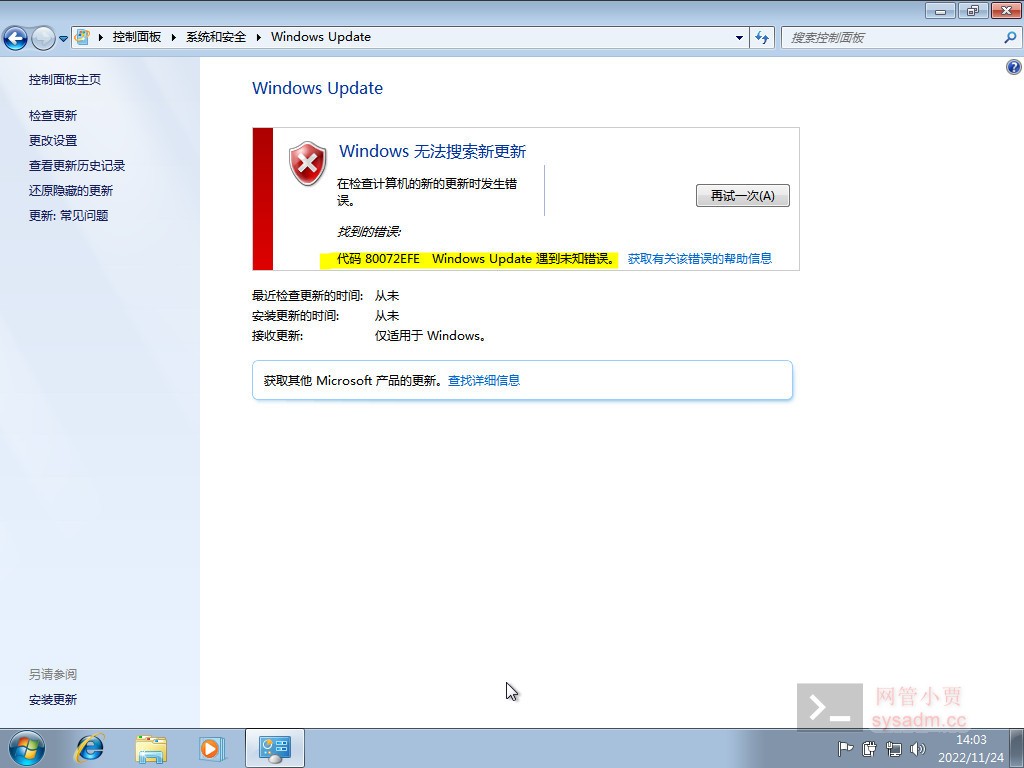 控制面板 系统和安全 Windows Update
搜索控制面板
控制面板主页
检查更新
更改设置
查看更新历史记录
还原隐藏的更新
更新: 常见问题
Windows Update
Windows 无法搜索新更新
在检查计算机的新的更新时发生错
误。
再试一次(A)
找到的错误:
代码 80072EFE Windows Update 遇到未知错误。 获取有关该错误的帮助信息
最近检查更新的时间: 从未
安装更新的时间: 从未
接收更新: 仅适用于 Windows。
获取其他 Microsoft 产品的更新。查找详细信息
另请参阅
安装更新
网管小贾
sysadm.cc
14:03
2022/11/24